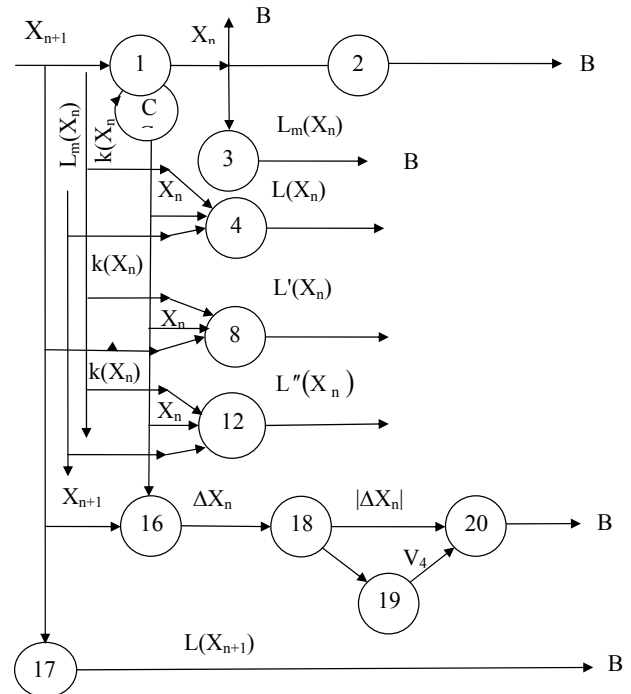 B
X_{n+1} 1 X_n 2 B
L_m(X_n) k(X_n C
3 L_m(X_n) B
X_n L(X_n)
4
k(X_n) L'(X_n)
X_n 8
k(X_n) L″(X_n)
X_n 12
X_{n+1} ΔX_n |ΔX_n|
16 18 20 B
V_4
19
L(X_{n+1})
17 B